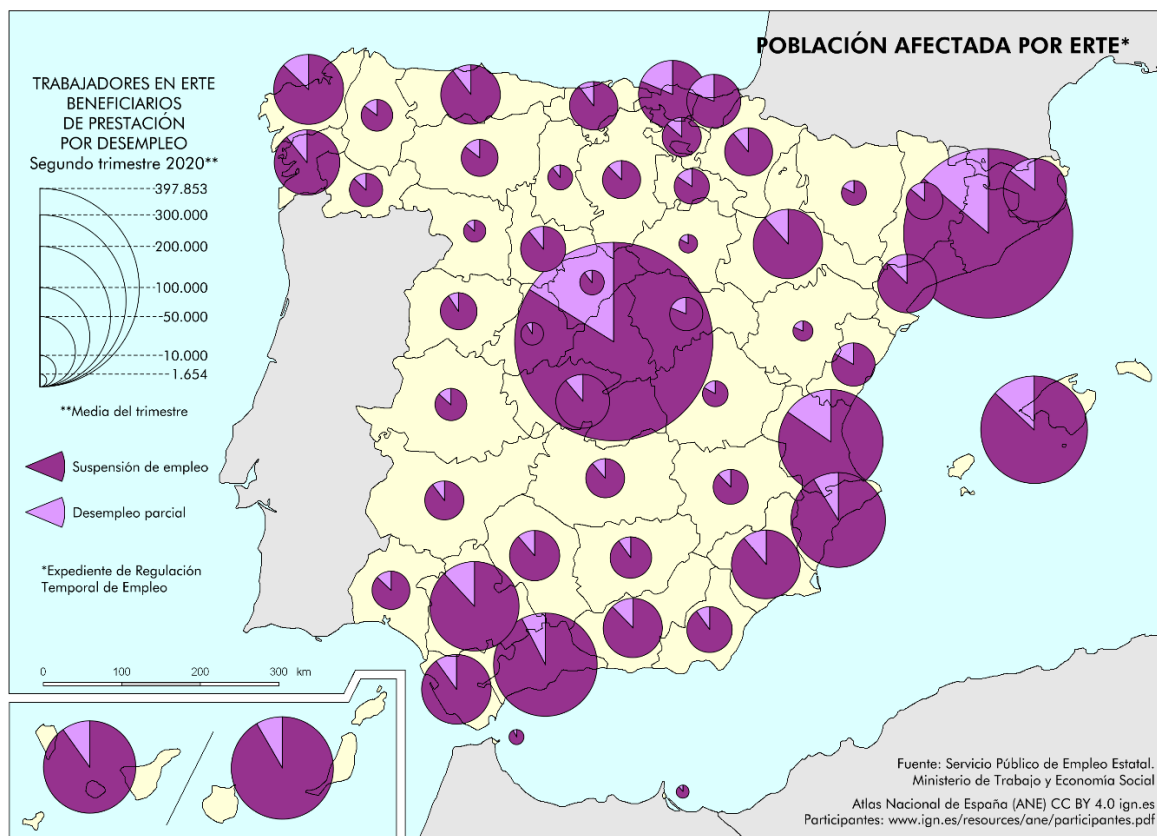 POBLACIÓN AFECTADA POR ERTE*
TRABAJADORES EN ERTE
BENEFICIARIOS
DE PRESTACIÓN
POR DESEMPLEO
Segundo trimestre 2020**
397.853
300.000
200.000
100.000
50.000
10.000
1.654
**Media del trimestre
Suspensión de empleo
Desempleo parcial
*Expediente de Regulación
Temporal de Empleo
0 100 200 300 km
Fuente: Servicio Público de Empleo Estatal.
Ministerio de Trabajo y Economía Social
Atlas Nacional de España (ANE) CC BY 4.0 ign.es
Participantes: www.ign.es/resources/ane/participantes.pdf